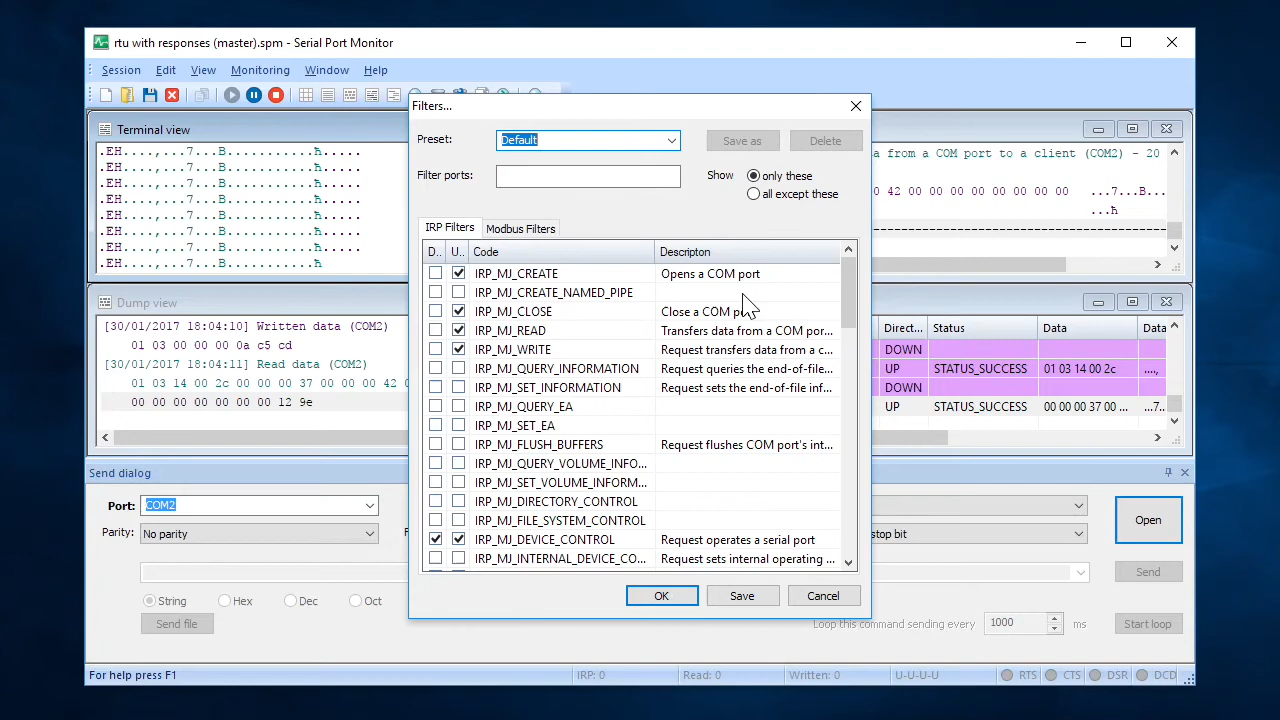 rtu with responses (master).spm - Serial Port Monitor
Session Edit View Monitoring Window Help
Filters...
Preset: Default Save as Delete
Filter ports: Show only these
all except these
IRP Filters Modbus Filters
D.. U.. Code Descripton
IRP_MJ_CREATE Opens a COM port
IRP_MJ_CREATE_NAMED_PIPE
IRP_MJ_CLOSE Close a COM
IRP_MJ_READ Transfers data from a COM por...
IRP_MJ_WRITE Request transfers data from a c...
IRP_MJ_QUERY_INFORMATION Request queries the end-of-file...
IRP_MJ_SET_INFORMATION Request sets the end-of-file inf...
IRP_MJ_QUERY_EA
IRP_MJ_SET_EA
IRP_MJ_FLUSH_BUFFERS Request flushes COM port's int...
IRP_MJ_QUERY_VOLUME_INFO...
IRP_MJ_SET_VOLUME_INFORM...
IRP_MJ_DIRECTORY_CONTROL
IRP_MJ_FILE_SYSTEM_CONTROL
IRP_MJ_DEVICE_CONTROL Request operates a serial port
IRP_MJ_INTERNAL_DEVICE_CO... Request sets internal operating ...
OK Save Cancel
Terminal view
.EH....,...7...B...........ħ.....
.EH....,...7...B...........ħ.....
.EH....,...7...B...........ħ.....
.EH....,...7...B...........ħ.....
.EH....,...7...B...........ħ.....
.EH....,...7...B...........ħ.....
.EH....,...7...B...........ħ.....
.EH....,...7...B...........ħ
a from a COM port to a client (COM2) - 20
00 42 00 00 00 00 00 00 00 ...7...B...
...ħ
Dump view
[30/01/2017 18:04:10] Written data (COM2)
01 03 00 00 00 0a c5 cd
[30/01/2017 18:04:10] Read data (COM2)
01 03 14 00 2c 00 00 00 37 00 00 00 42 0
00 00 00 00 00 00 00 12 9e
Direct... Status Data Data
DOWN
UP STATUS_SUCCESS 01 03 14 00 2c ....,
DOWN
UP STATUS_SUCCESS 00 00 00 37 00 ... ...7...
Send dialog
Port: COM2
Parity: No parity
stop bit
Open
Send
String Hex Dec Oct
Send file
Loop this command sending every 1000 ms Start loop
For help press F1 IRP: 0 Read: 0 Written: 0 U-U-U-U RTS CTS DSR DCD